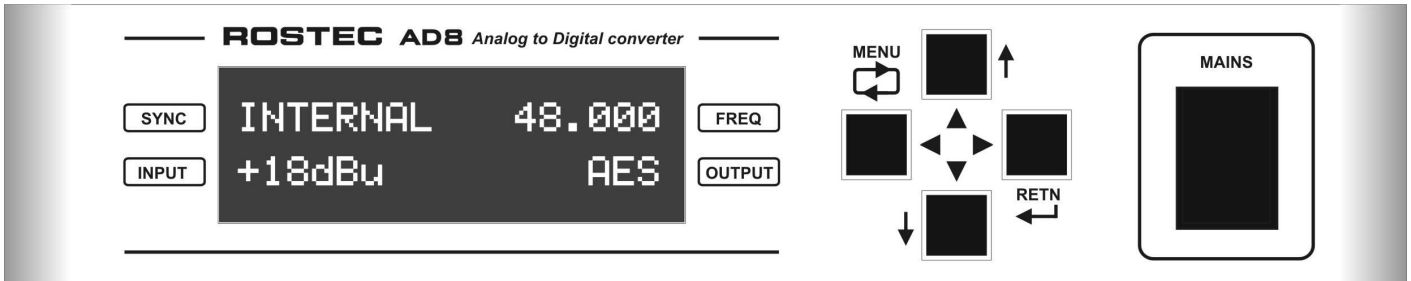 ROSTEC AD8 Analog to Digital converter
SYNC
INTERNAL 48.000
FREQ
INPUT
+18dBu AES
OUTPUT
MENU
RETN
MAINS